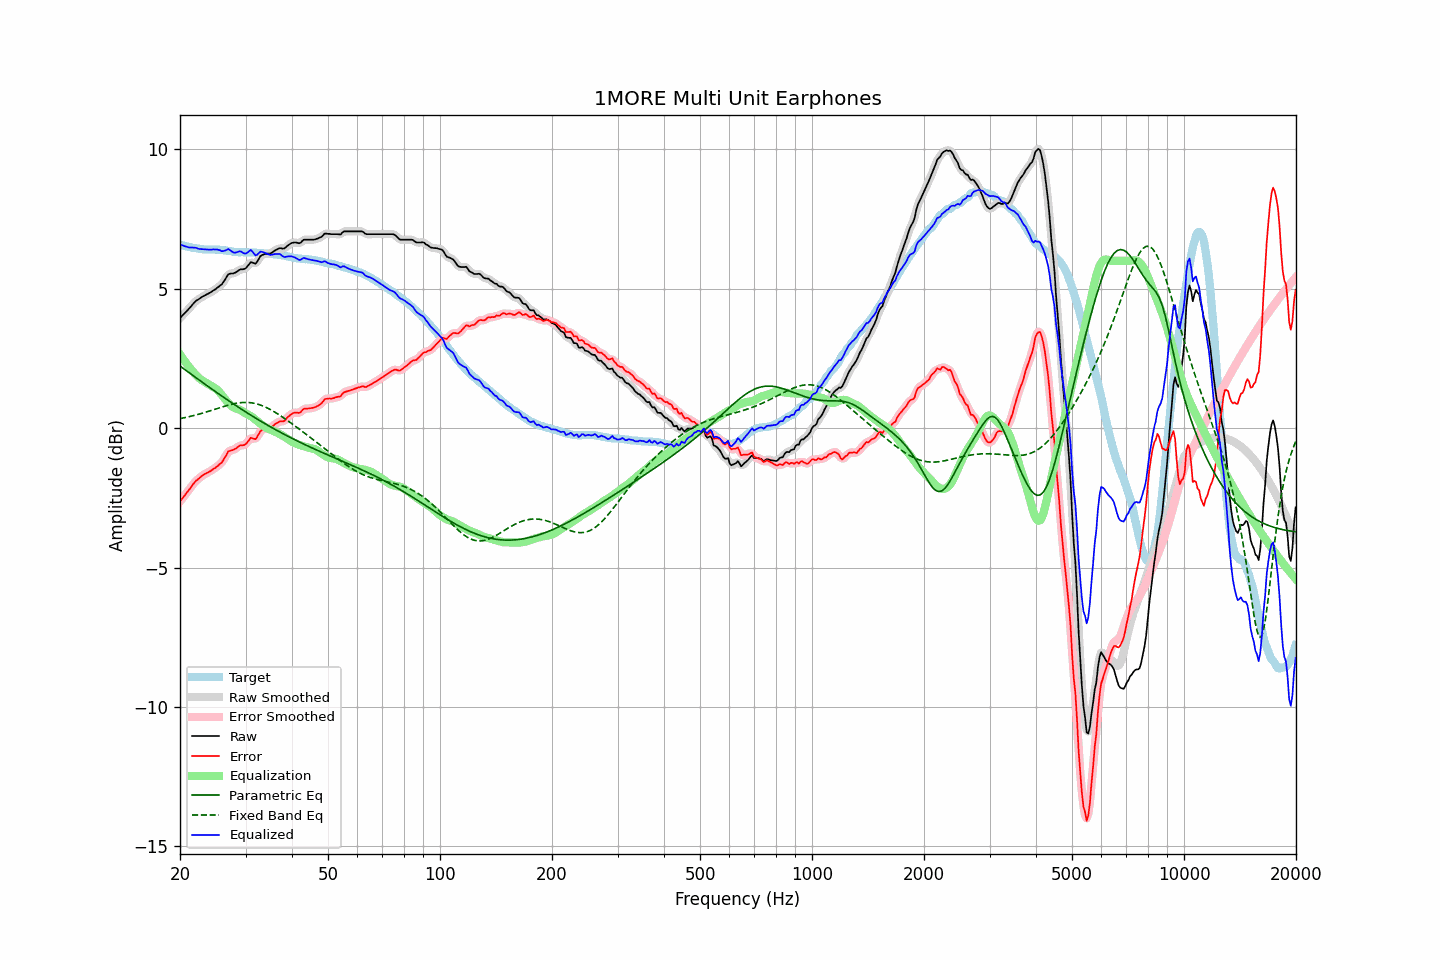 1MORE Multi Unit Earphones
Amplitude (dBr)
10
5
0
−5
−10
−15
Target
Raw Smoothed
Error Smoothed
Raw
Error
Equalization
Parametric Eq
Fixed Band Eq
Equalized
20 50 100 200 500 1000 2000 5000 10000 20000
Frequency (Hz)